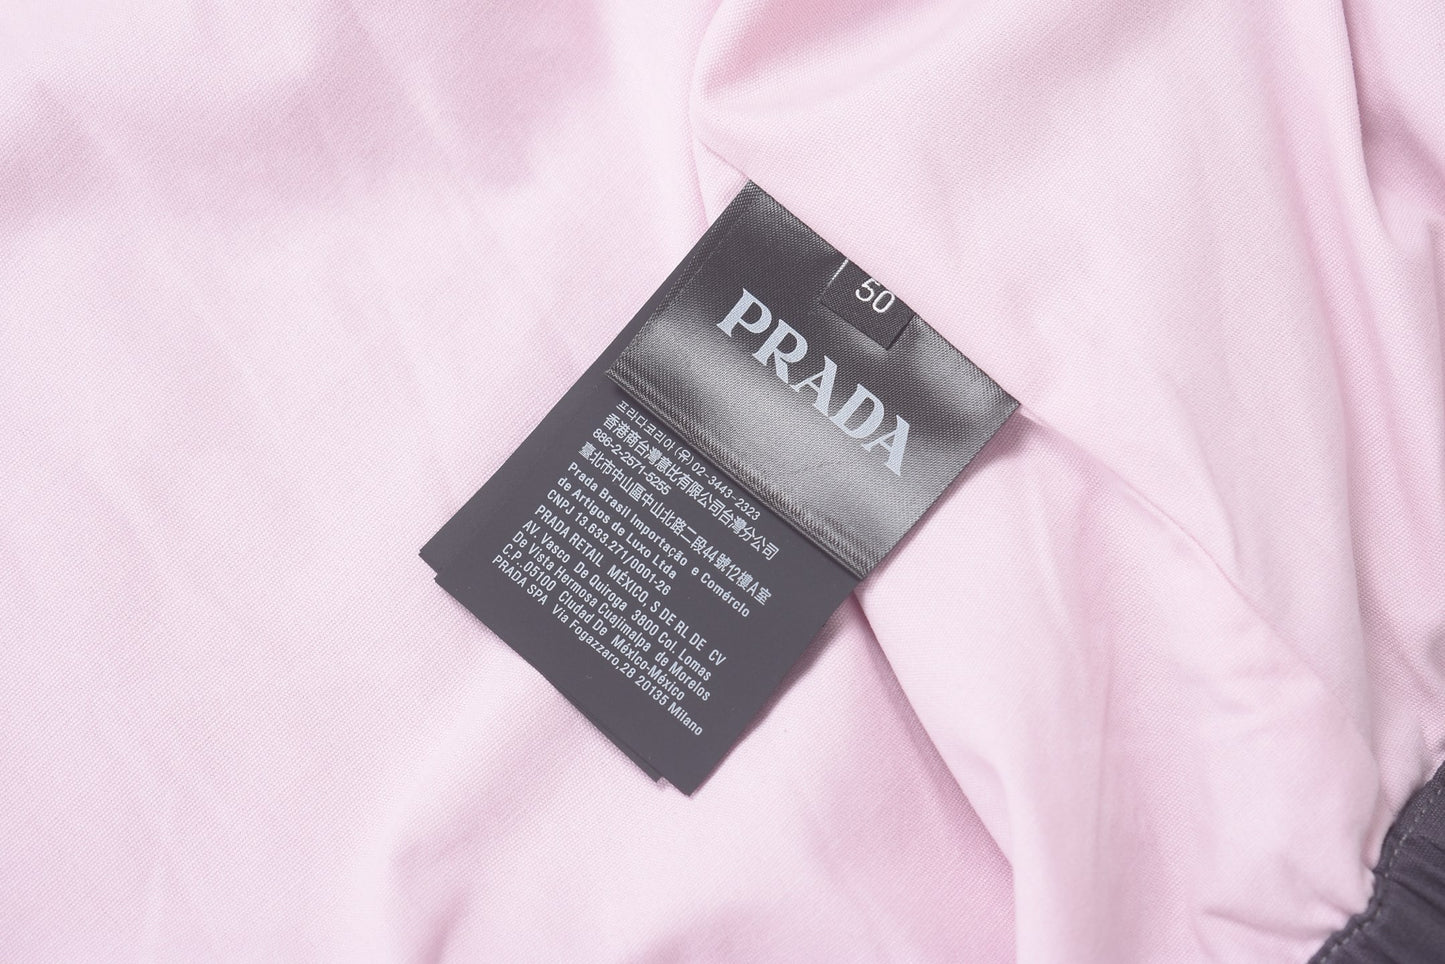 50
PRADA
프라다코리아(유)02-3443-2323
香港商台灣意比有限公司台灣分公司
886-2-2571-5255
臺北市中山區中山北路二段44號12樓A室
Prada Brasil Importação e Comércio
de Artigos de Luxo Ltda
CNPJ 13.633.271/0001-26
PRADA RETAIL MÉXICO, S DE RL DE CV
AV. Vasco De Quiroga 3800 Col. Lomas
De Vista Hermosa Cuajimalpa de Morelos
C.P..05100 Ciudad De México-México
PRADA SPA Via Fogazzaro,28 20135 Milano